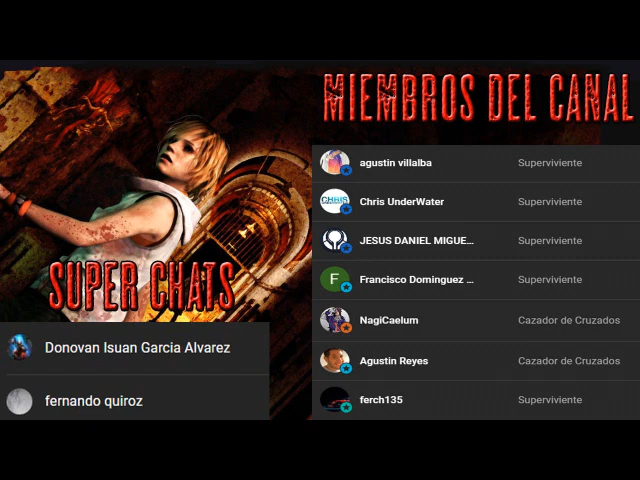 MIEMBROS DEL CANAL
agustin villalba Superviviente
Chris UnderWater Superviviente
JESUS DANIEL MIGUE... Superviviente
F Francisco Dominguez ... Superviviente
NagiCaelum Cazador de Cruzados
Agustin Reyes Cazador de Cruzados
ferch135 Superviviente
SUPER CHATS
Donovan Isuan Garcia Alvarez
fernando quiroz